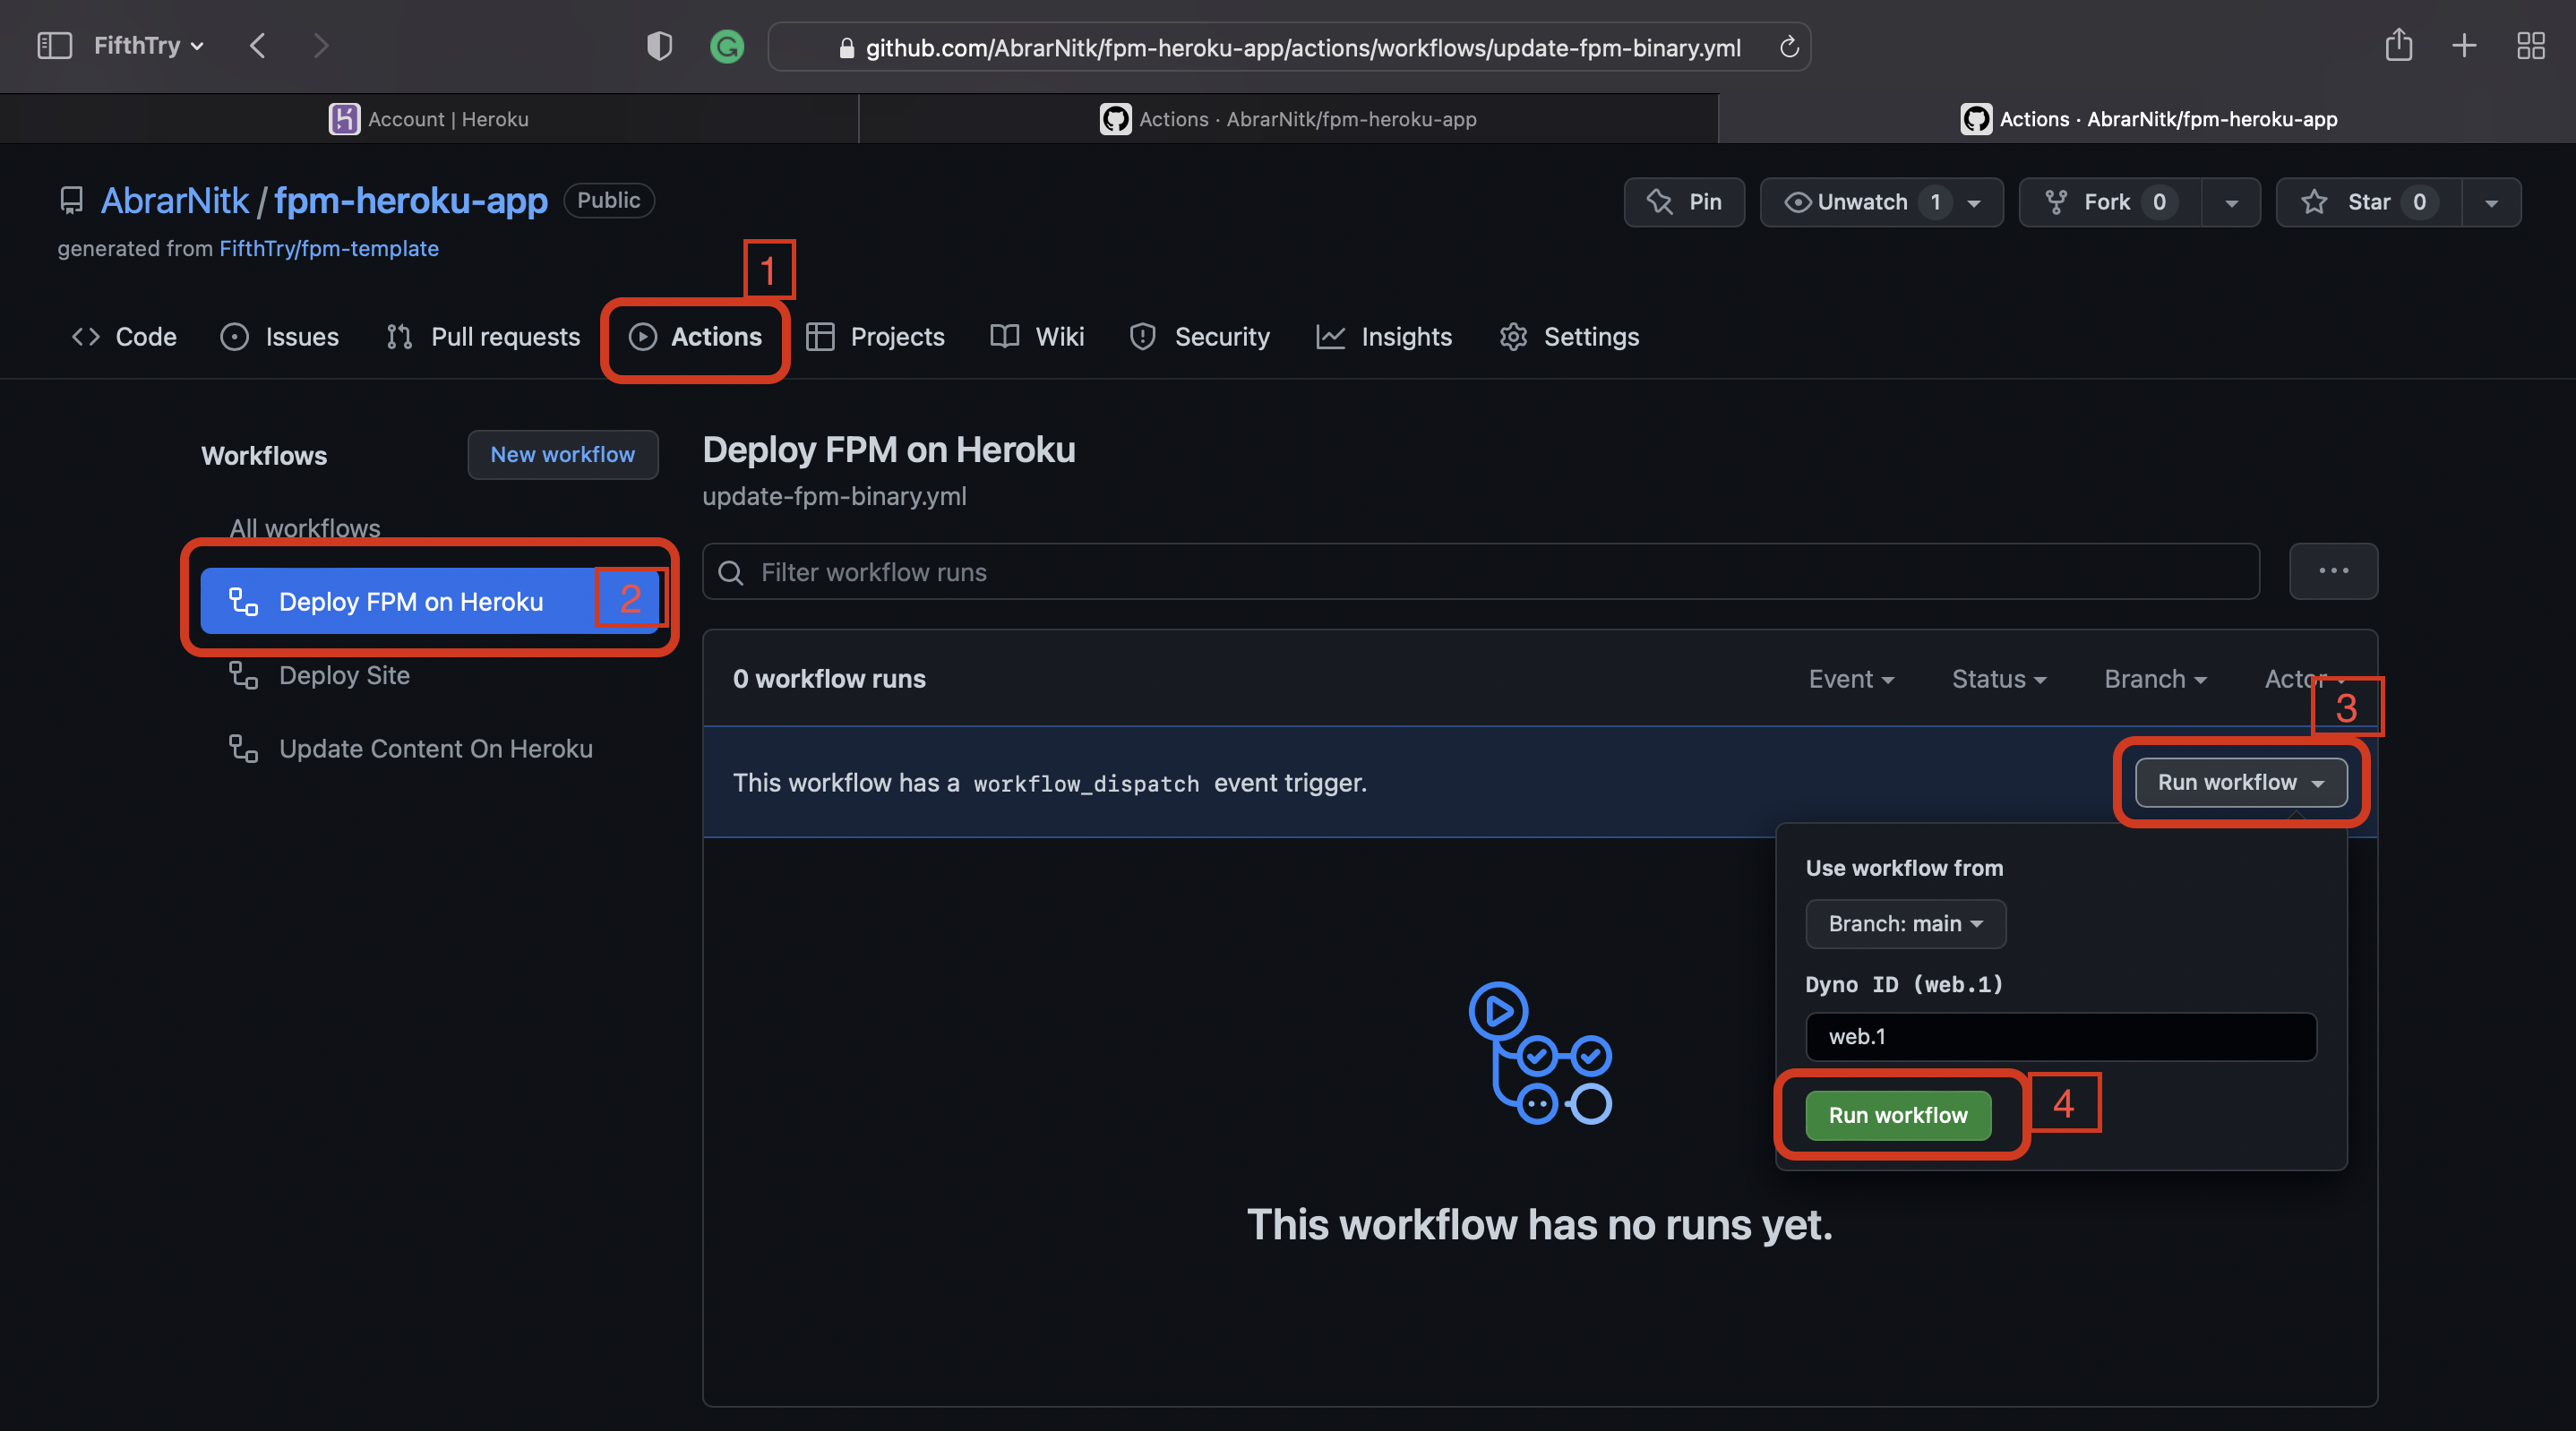 FifthTry
github.com/AbrarNitk/fpm-heroku-app/actions/workflows/update-fpm-binary.yml
Account | Heroku
Actions · AbrarNitk/fpm-heroku-app
Actions · AbrarNitk/fpm-heroku-app
AbrarNitk / fpm-heroku-app Public
Pin
Unwatch 1
Fork 0
Star 0
generated from FifthTry/fpm-template
1
Code
Issues
Pull requests
Actions
Projects
Wiki
Security
Insights
Settings
Workflows
New workflow
All workflows
Deploy FPM on Heroku
2
Deploy Site
Update Content On Heroku
Deploy FPM on Heroku
update-fpm-binary.yml
Filter workflow runs
0 workflow runs
Event
Status
Branch
Actor
3
This workflow has a workflow_dispatch event trigger.
Run workflow
Use workflow from
Branch: main
Dyno ID (web.1)
web.1
Run workflow
4
This workflow has no runs yet.